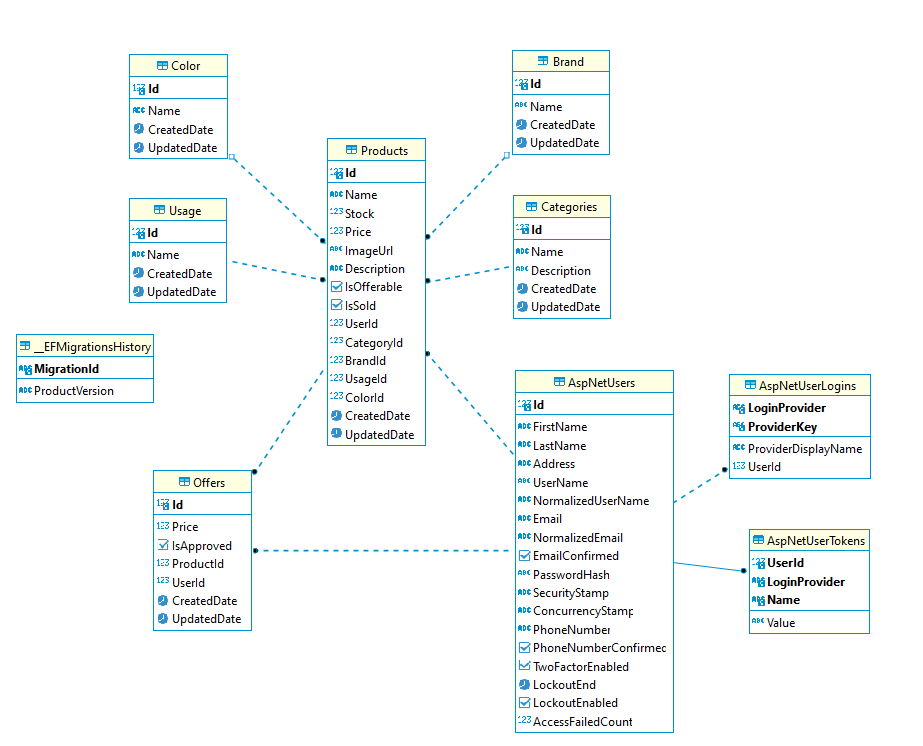 Color
Id
Name
CreatedDate
UpdatedDate
Brand
Id
Name
CreatedDate
UpdatedDate
Products
Id
Name
Stock
Price
ImageUrl
Description
IsOfferable
IsSold
UserId
CategoryId
BrandId
UsageId
ColorId
CreatedDate
UpdatedDate
Usage
Id
Name
CreatedDate
UpdatedDate
Categories
Id
Name
Description
CreatedDate
UpdatedDate
__EFMigrationsHistory
MigrationId
ProductVersion
AspNetUsers
Id
FirstName
LastName
Address
UserName
NormalizedUserName
Email
NormalizedEmail
EmailConfirmed
PasswordHash
SecurityStamp
ConcurrencyStamp
PhoneNumber
PhoneNumberConfirmed
TwoFactorEnabled
LockoutEnd
LockoutEnabled
AccessFailedCount
AspNetUserLogins
LoginProvider
ProviderKey
ProviderDisplayName
UserId
Offers
Id
Price
IsApproved
ProductId
UserId
CreatedDate
UpdatedDate
AspNetUserTokens
UserId
LoginProvider
Name
Value